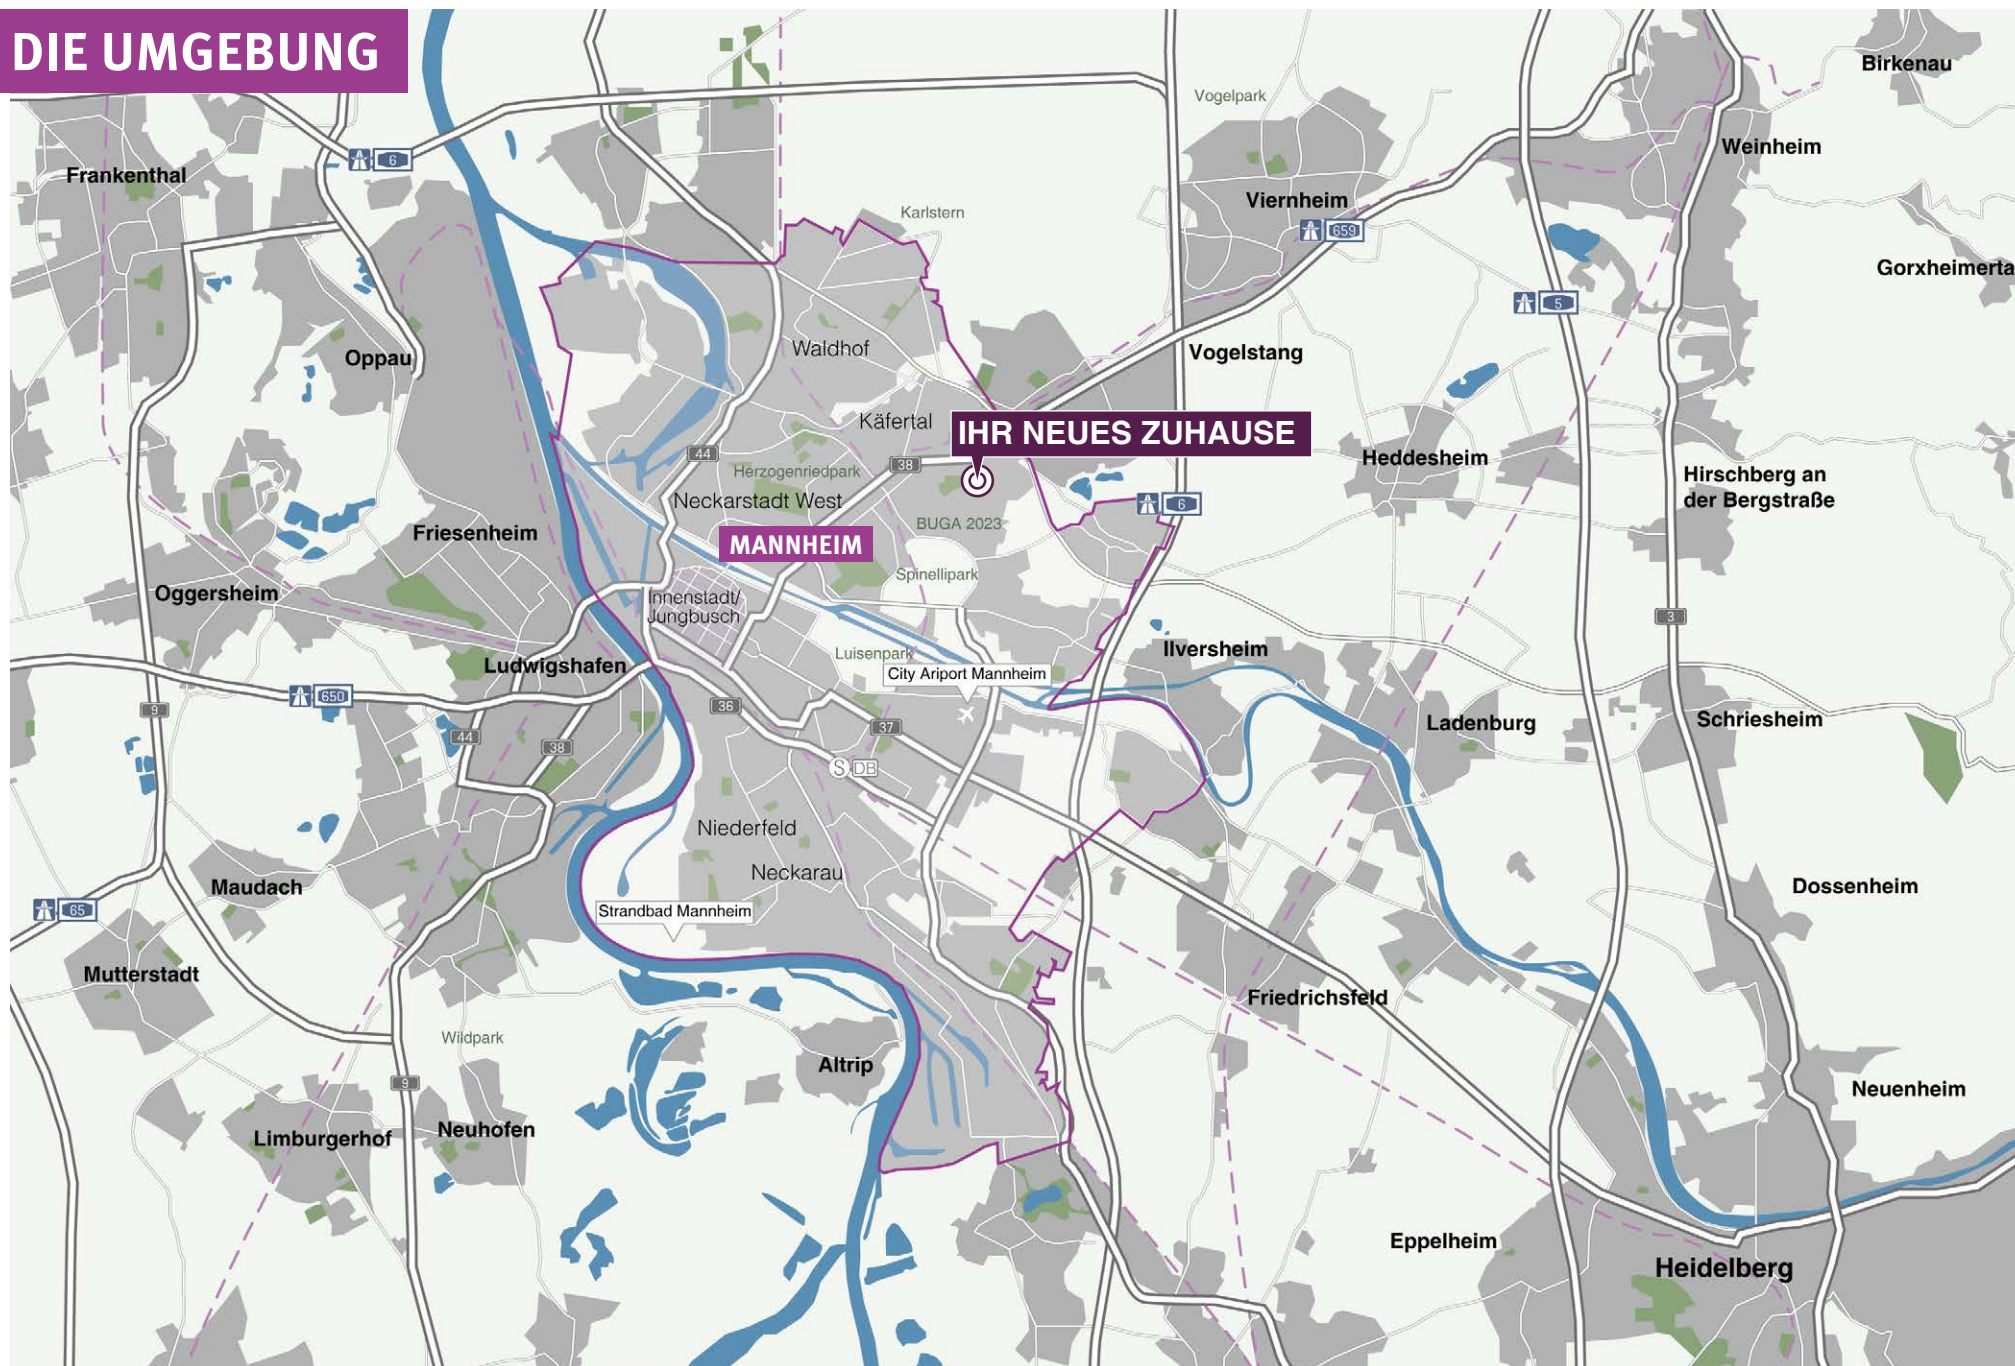 DIE UMGEBUNG
Birkenau
Vogelpark
Weinheim
6
Frankenthal
Viernheim
659
Karlstern
Gorxheimerta
5
Oppau
Waldhof
Vogelstang
Käfertal
IHR NEUES ZUHAUSE
44
38
Herzogenriedpark
Heddesheim
Hirschberg an
der Bergstraße
Neckarstadt West
6
BUGA 2023
Friesenheim
MANNHEIM
Spinellipark
Oggersheim
Innenstadt/
Jungbusch
3
Luisenpark
Ilversheim
Ludwigshafen
City Ariport Mannheim
650
9
36
37
Ladenburg
Schriesheim
44
38
S DB
Niederfeld
Neckarau
Maudach
Dossenheim
65
Strandbad Mannheim
Mutterstadt
Friedrichsfeld
Wildpark
Altrip
9
Neuenheim
Limburgerhof
Neuhofen
Eppelheim
Heidelberg